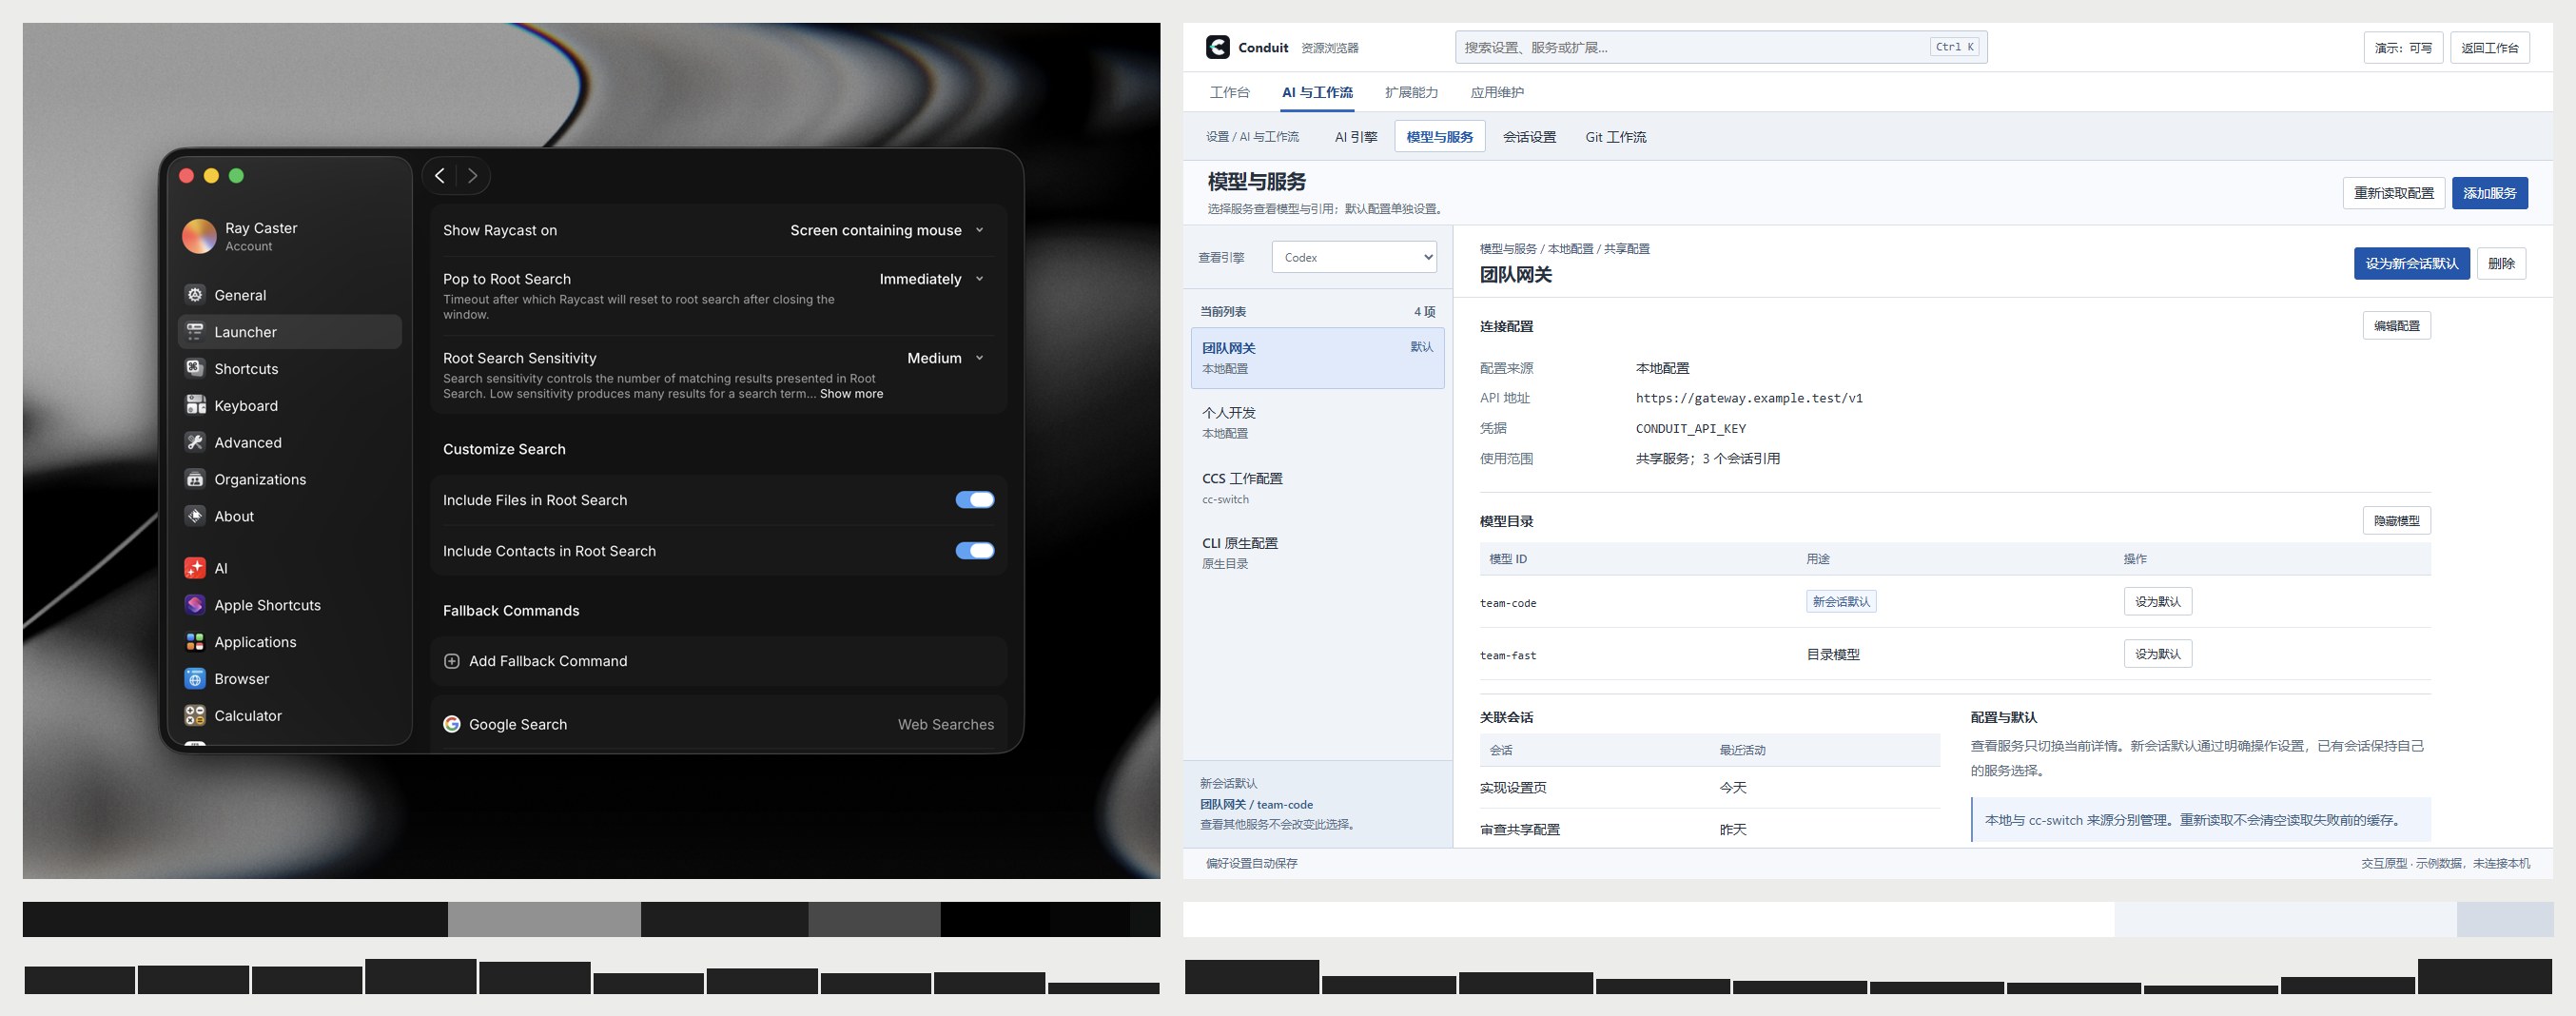 Ray Caster
Account
General
Launcher
Shortcuts
Keyboard
Advanced
Organizations
About
AI
Apple Shortcuts
Applications
Browser
Calculator
Show Raycast on
Screen containing mouse
Pop to Root Search
Immediately
Timeout after which Raycast will reset to root search after closing the
window.
Root Search Sensitivity
Medium
Search sensitivity controls the number of matching results presented in Root
Search. Low sensitivity produces many results for a search term... Show more
Customize Search
Include Files in Root Search
Include Contacts in Root Search
Fallback Commands
Add Fallback Command
Google Search
Web Searches
Conduit 资源浏览器
搜索设置、服务或扩展...
Ctrl K
演示：可写
返回工作台
工作台
AI 与工作流
扩展能力
应用维护
设置 / AI 与工作流
AI 引擎
模型与服务
会话设置
Git 工作流
模型与服务
选择服务查看模型与引用；默认配置单独设置。
重新读取配置
添加服务
查看引擎
Codex
当前列表
4 项
团队网关
默认
本地配置
个人开发
本地配置
CCS 工作配置
cc-switch
CLI 原生配置
原生目录
新会话默认
团队网关 / team-code
查看其他服务不会改变此选择。
模型与服务 / 本地配置 / 共享配置
团队网关
设为新会话默认
删除
连接配置
编辑配置
配置来源
本地配置
API 地址
https://gateway.example.test/v1
凭据
CONDUIT_API_KEY
使用范围
共享服务；3 个会话引用
模型目录
隐藏模型
模型 ID
用途
操作
team-code
新会话默认
设为默认
team-fast
目录模型
设为默认
关联会话
会话
最近活动
实现设置页
今天
审查共享配置
昨天
配置与默认
查看服务只切换当前详情。新会话默认通过明确操作设置，已有会话保持自己
的服务选择。
本地与 cc-switch 来源分别管理。重新读取不会清空读取失败前的缓存。
偏好设置自动保存
交互原型 · 示例数据，未连接本机